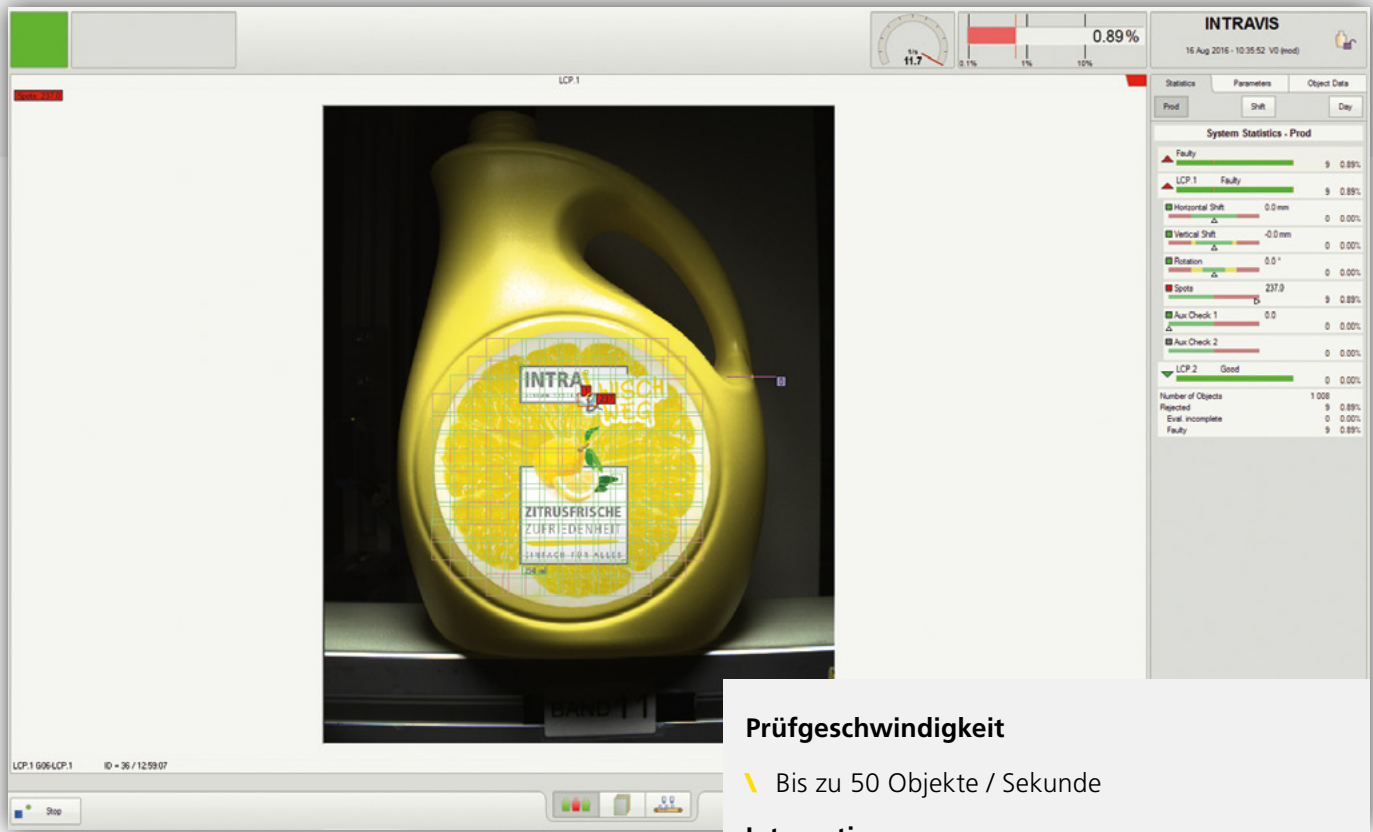 INTRAVIS
16 Aug 2016 - 10:35:52 V0 (mod)
1/s
11.7
0.89%
0.1% 1% 10%
LCP.1
Spots 237.0
Statistics Parameters Object Data
Prod Shift Day
System Statistics - Prod
Faulty
9 0.89%
LCP.1 Faulty
9 0.89%
Horizontal Shift 0.0 mm
0 0.00%
Vertical Shift -0.0 mm
0 0.00%
Rotation 0.0 °
0 0.00%
Spots 237.0
9 0.89%
Aux Check 1 0.0
0 0.00%
Aux Check 2
0 0.00%
LCP.2 Good
0 0.00%
Number of Objects 1 008
Rejected 9 0.89%
Eval. incomplete 0 0.00%
Faulty 9 0.89%
INTRA
WISCH
WEG
237
0
ZITRUSFRISCHE
ZUFRIEDENHEIT
EINFACH FÜR ALLES
BAND 11
LCP.1 G06-LCP.1 ID = 36 / 12:59:07
Stop
Prüfgeschwindigkeit
\ Bis zu 50 Objekte / Sekunde